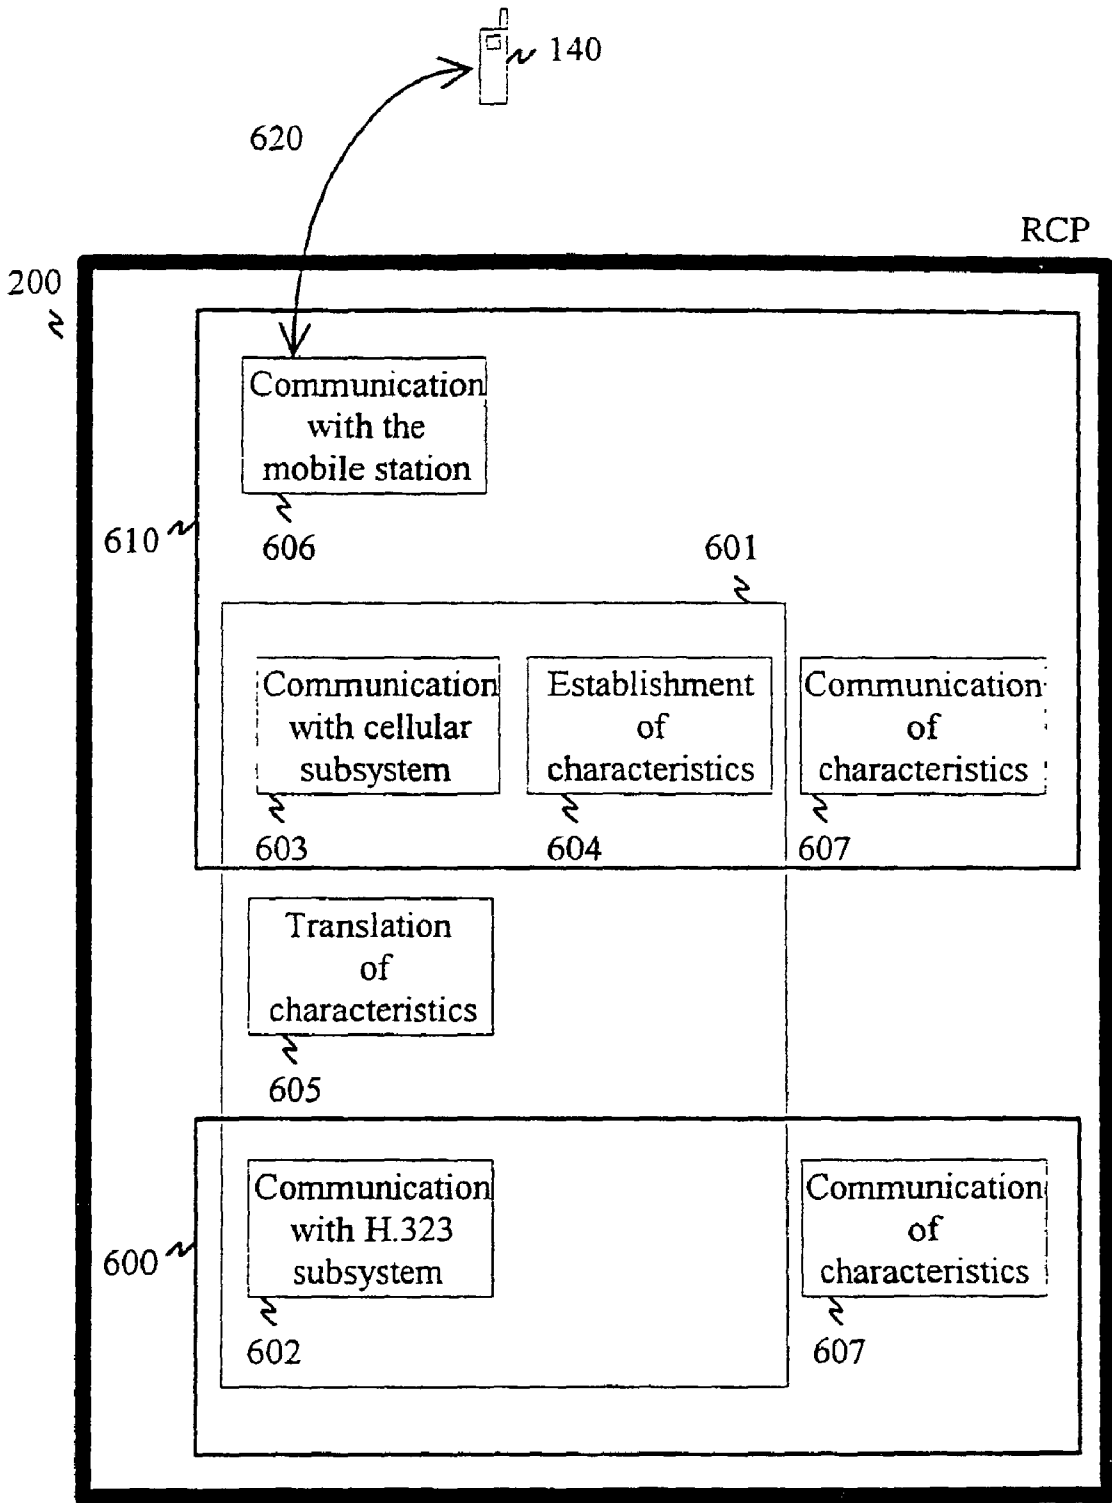 140
620
RCP
200
Communication
with the
mobile station
610
606
601
Communication
with cellular
subsystem
Establishment
of
characteristics
Communication
of
characteristics
603
604
607
Translation
of
characteristics
605
Communication
with H.323
subsystem
Communication
of
characteristics
600
602
607